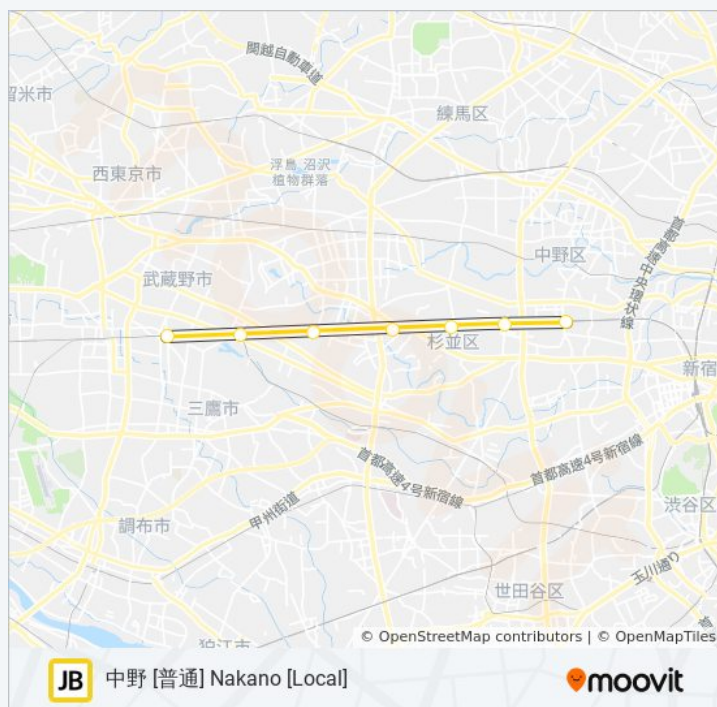 関越自動車道
留米市
練馬区
西東京市
浮島 沼沢
植物群落
首都高速中央環状線
中野区
武蔵野市
杉並区
新宿
三鷹市
首都高速4号新宿線
首都高速4号新宿線
甲州街道
渋谷区
調布市
玉川通り
世田谷区
首
狛江市
© OpenStreetMap contributors | © OpenMapTiles
JB
中野 [普通] Nakano [Local]
moovit